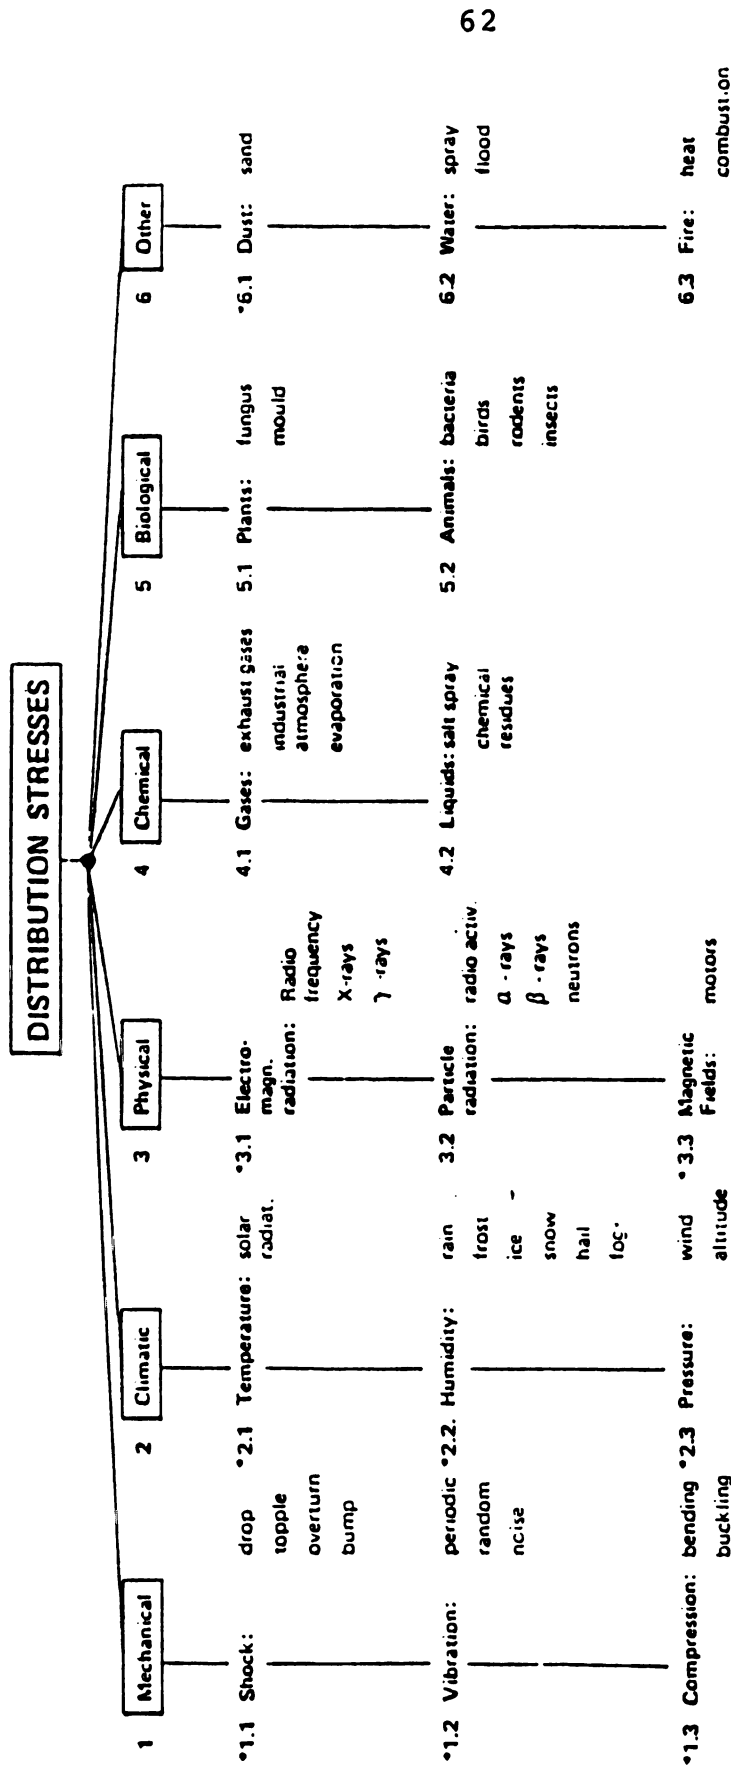 62
DISTRIBUTION STRESSES
1 Mechanical
*1.1 Shock: drop
topple
overturn
bump
*1.2 Vibration: periodic
random
noise
*1.3 Compression: bending
buckling
2 Climatic
*2.1 Temperature: solar
radiat.
*2.2. Humidity: rain
frost
ice
snow
hail
fog
*2.3 Pressure: wind
altitude
3 Physical
*3.1 Electro-
magn.
radiation: Radio
frequency
X-rays
γ-rays
3.2 Particle
radiation: radio activ.
α - rays
β - rays
neutrons
*3.3 Magnetic
Fields: motors
4 Chemical
4.1 Gases: exhaust gases
industrial
atmosphera
evaporation
4.2 Liquids: salt spray
chemical
residues
5 Biological
5.1 Plants: fungus
mould
5.2 Animals: bacteria
birds
rodents
insects
6 Other
*6.1 Dust: sand
6.2 Water: spray
flood
6.3 Fire: heat
combustion